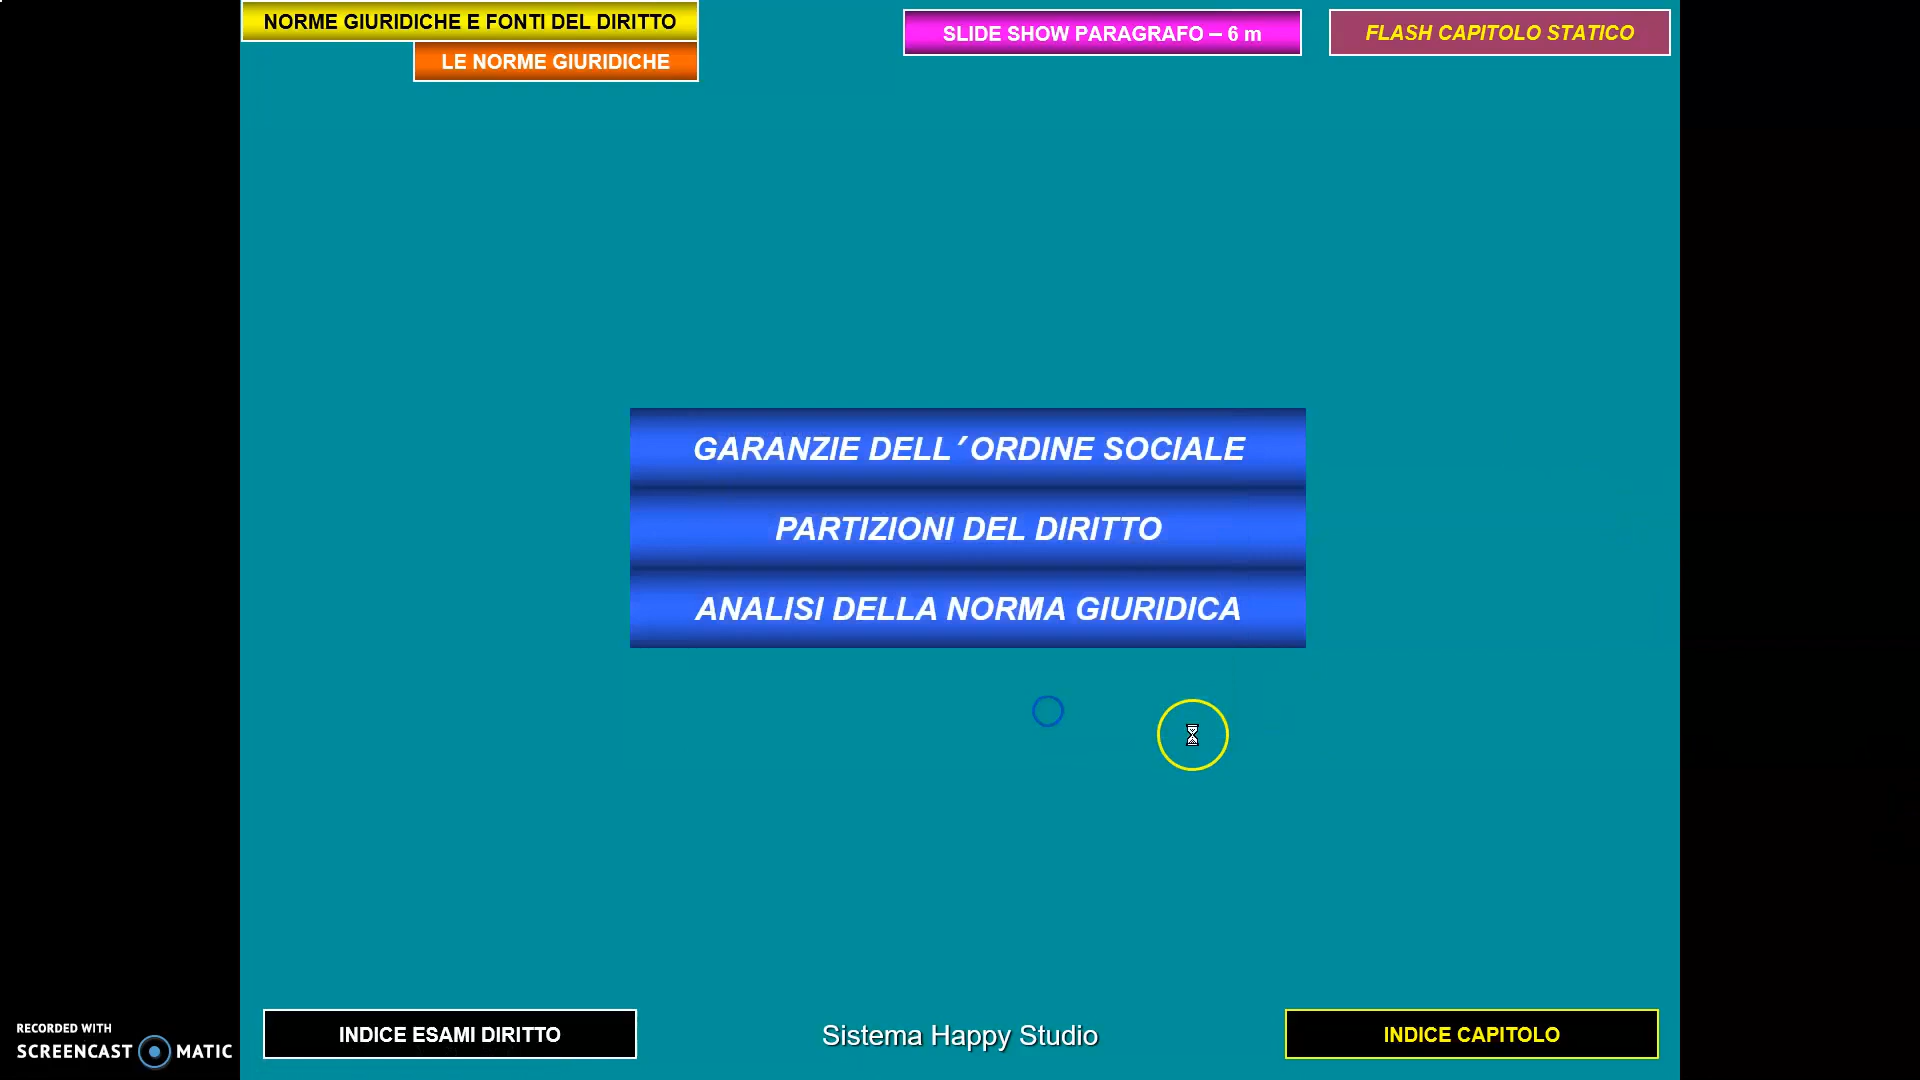 NORME GIURIDICHE E FONTI DEL DIRITTO
LE NORME GIURIDICHE
SLIDE SHOW PARAGRAFO – 6 m
FLASH CAPITOLO STATICO
GARANZIE DELL´ORDINE SOCIALE
PARTIZIONI DEL DIRITTO
ANALISI DELLA NORMA GIURIDICA
INDICE ESAMI DIRITTO
Sistema Happy Studio
INDICE CAPITOLO
RECORDED WITH
SCREENCAST MATIC